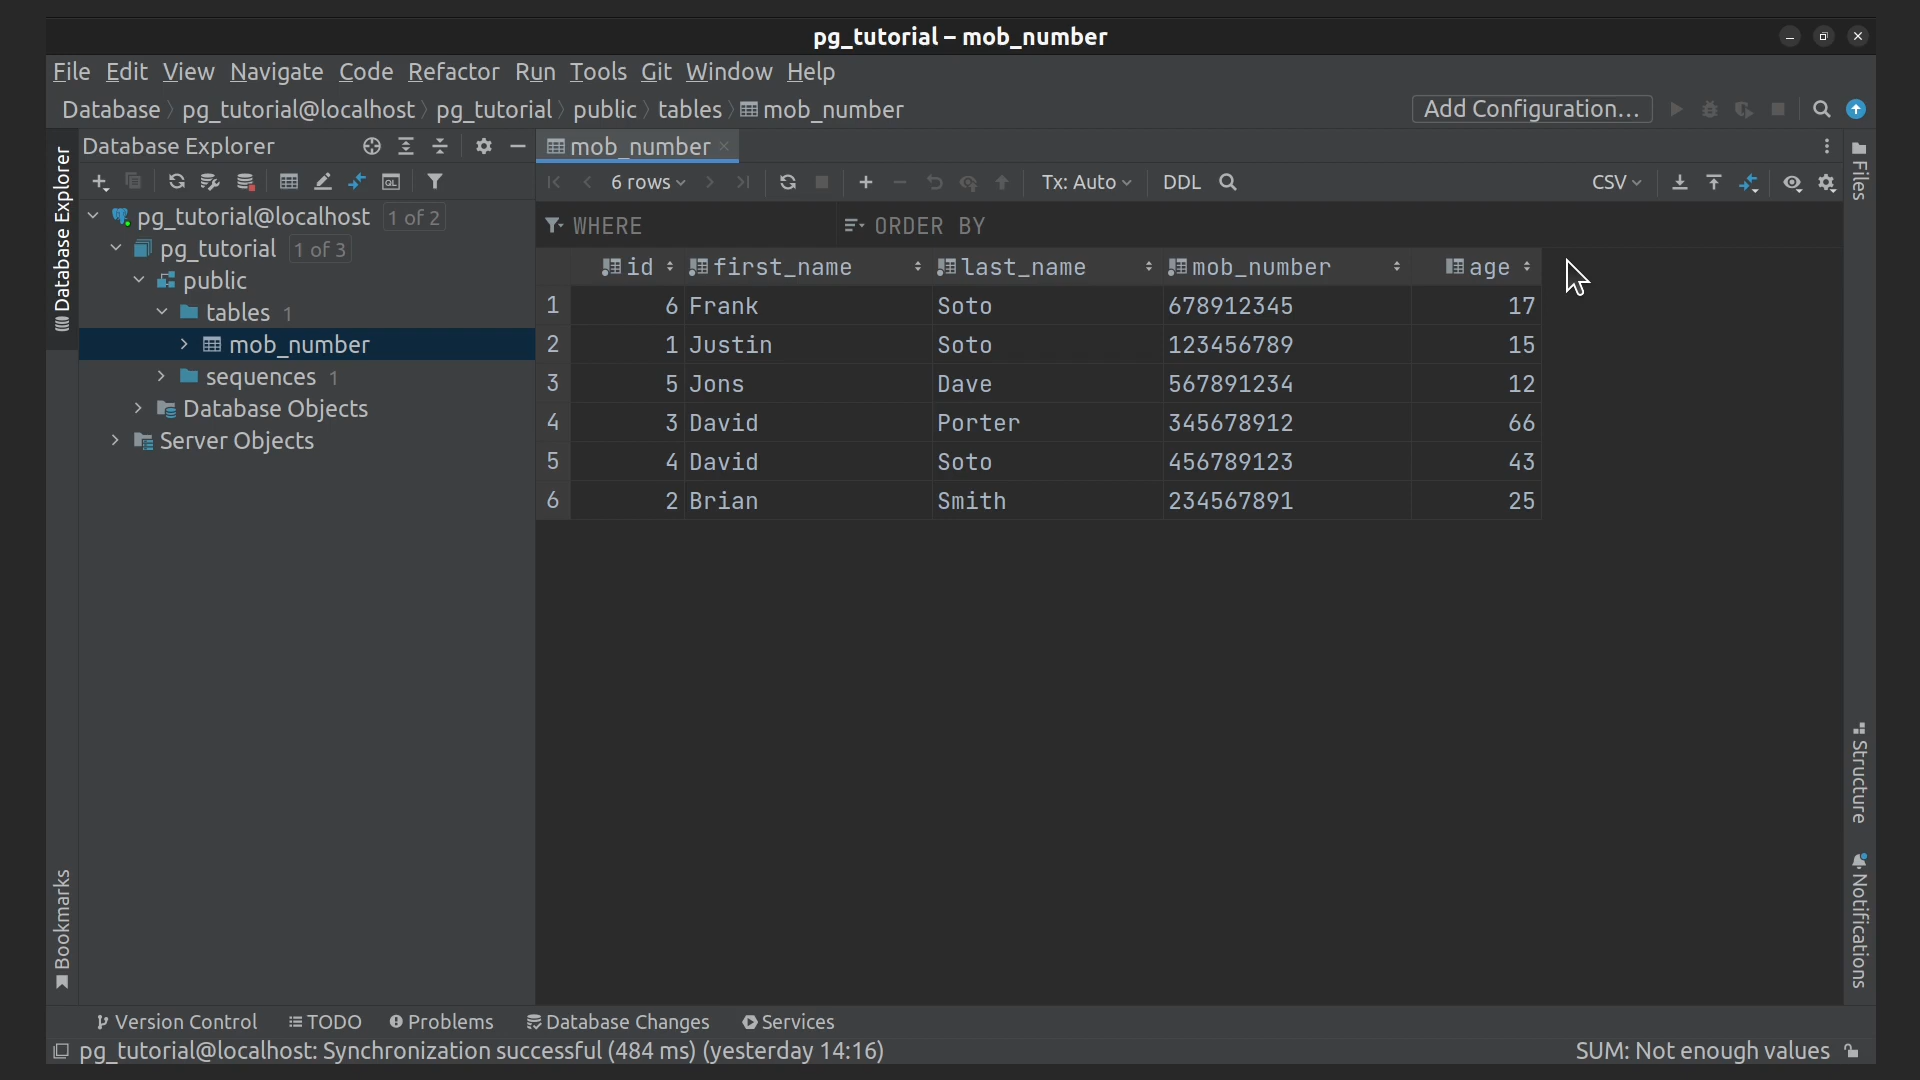 pg_tutorial – mob_number
File Edit View Navigate Code Refactor Run Tools Git Window Help
Database pg_tutorial@localhost pg_tutorial public tables mob_number Add Configuration...
Database Explorer
mob_number
6 rows Tx: Auto DDL CSV
WHERE ORDER BY
pg_tutorial@localhost 1 of 2
pg_tutorial 1 of 3
public
tables 1
mob_number
sequences 1
Database Objects
Server Objects
id first_name last_name mob_number age
1 6 Frank Soto 678912345 17
2 1 Justin Soto 123456789 15
3 5 Jons Dave 567891234 12
4 3 David Porter 345678912 66
5 4 David Soto 456789123 43
6 2 Brian Smith 234567891 25
Database Explorer
Bookmarks
Files
Structure
Notifications
Version Control TODO Problems Database Changes Services
pg_tutorial@localhost: Synchronization successful (484 ms) (yesterday 14:16) SUM: Not enough values